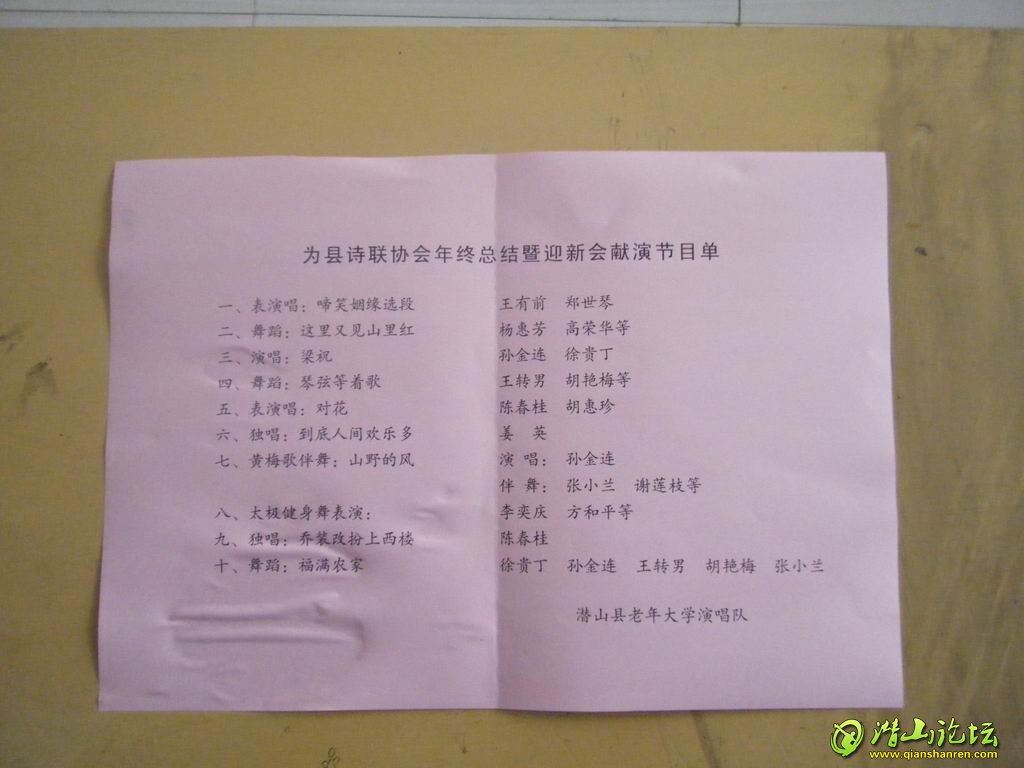 为县诗联协会年终总结暨迎新会献演节目单
一、表演唱：啼笑姻缘选段 王有前 郑世琴
二、舞蹈：这里又见山里红 杨惠芳 高荣华等
三、演唱：梁祝 孙金连 徐贵丁
四、舞蹈：琴弦等着歌 王转男 胡艳梅等
五、表演唱：对花 陈春桂 胡惠珍
六、独唱：到底人间欢乐多 姜 英
七、黄梅歌伴舞：山野的风 演 唱：孙金连
伴 舞：张小兰 谢莲枝等
八、太极健身舞表演： 李奕庆 方和平等
九、独唱：乔装改扮上西楼 陈春桂
十、舞蹈：福满农家 徐贵丁 孙金连 王转男 胡艳梅 张小兰
潜山县老年大学演唱队
潜山论坛
www.qianshanren.com